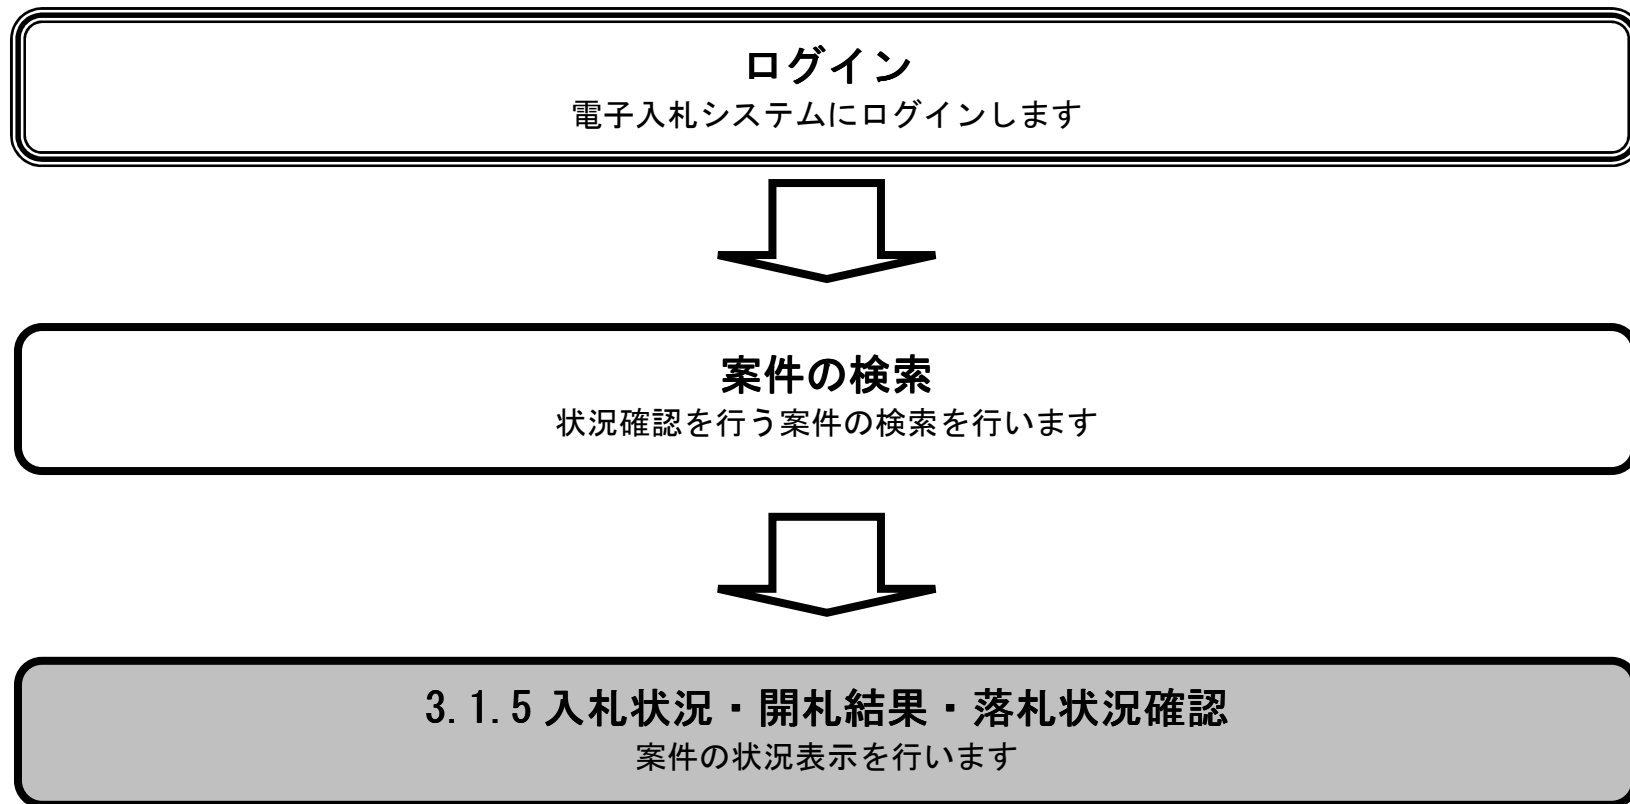 ログイン
電子入札システムにログインします
案件の検索
状況確認を行う案件の検索を行います
3.1.5 入札状況・開札結果・落札状況確認
案件の状況表示を行います